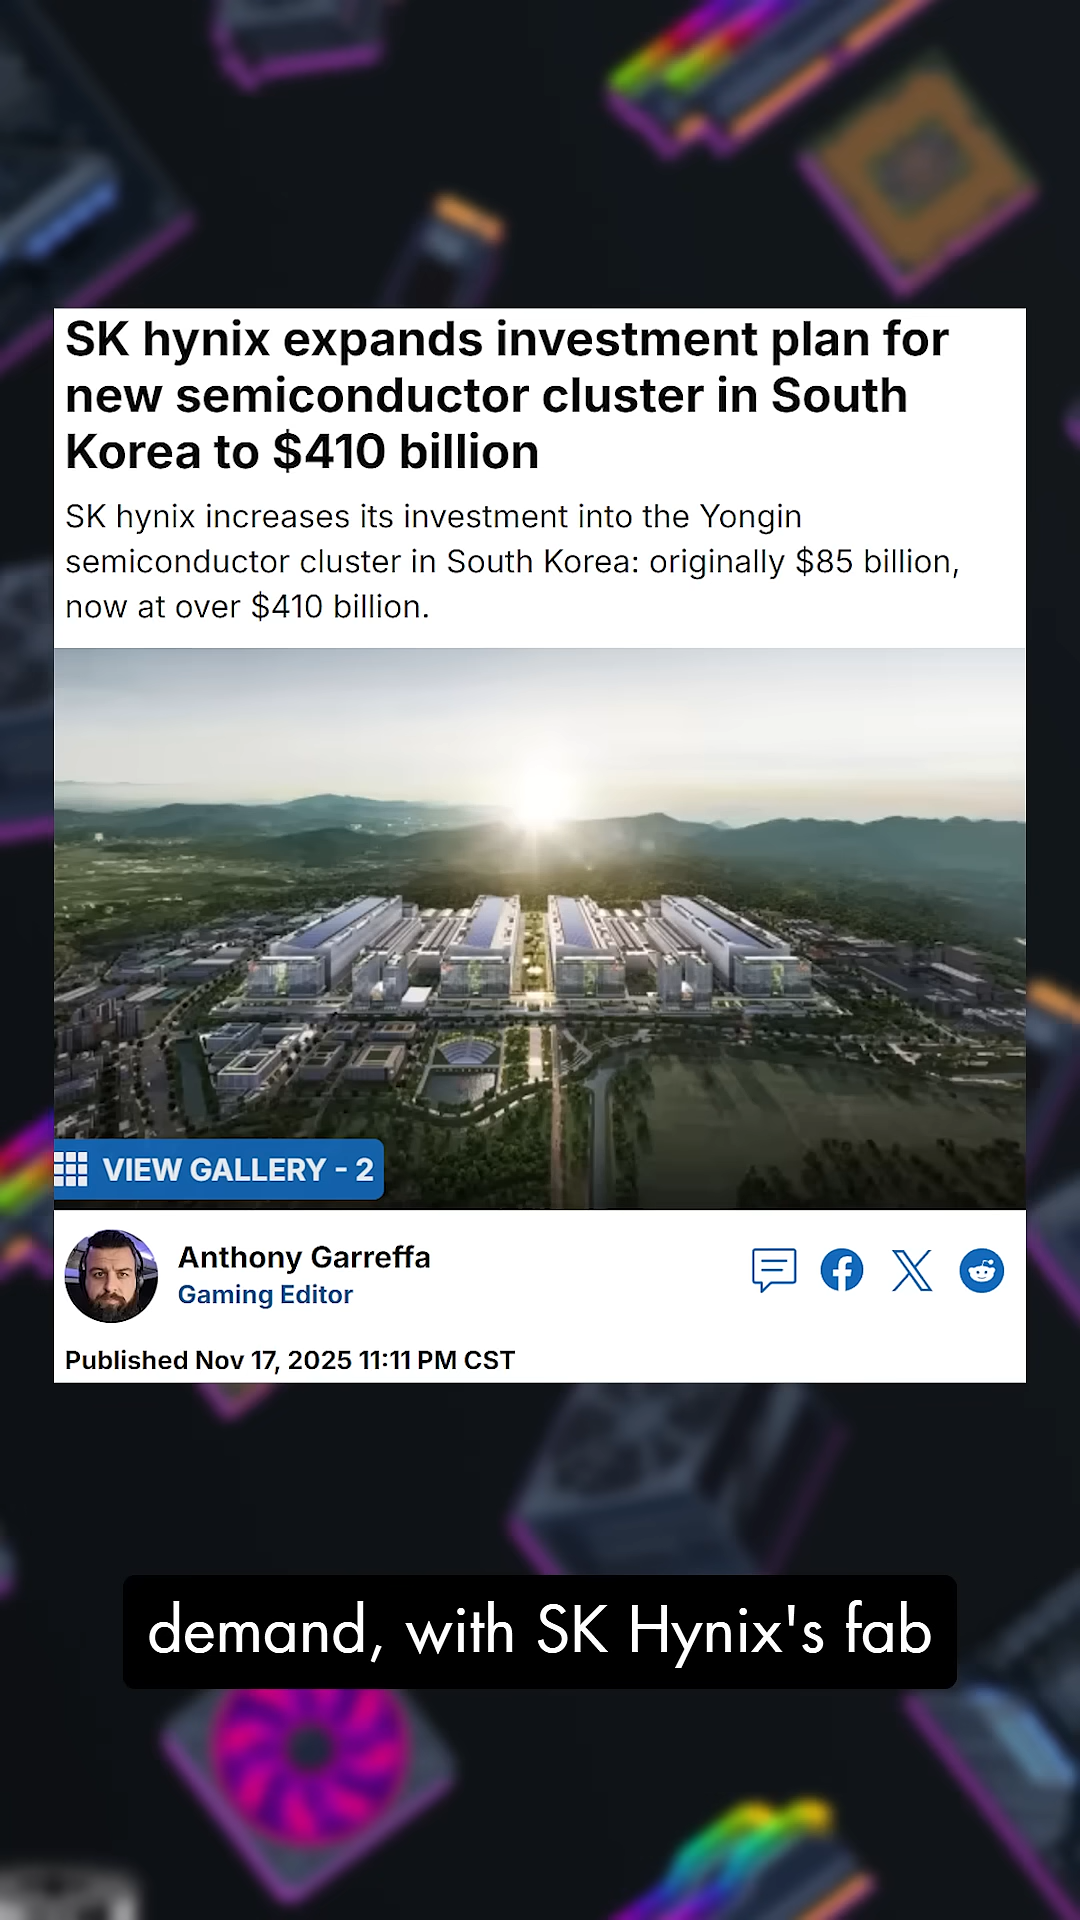 SK hynix expands investment plan for
new semiconductor cluster in South
Korea to $410 billion
SK hynix increases its investment into the Yongin
semiconductor cluster in South Korea: originally $85 billion,
now at over $410 billion.
VIEW GALLERY - 2
Anthony Garreffa
Gaming Editor
Published Nov 17, 2025 11:11 PM CST
demand, with SK Hynix's fab